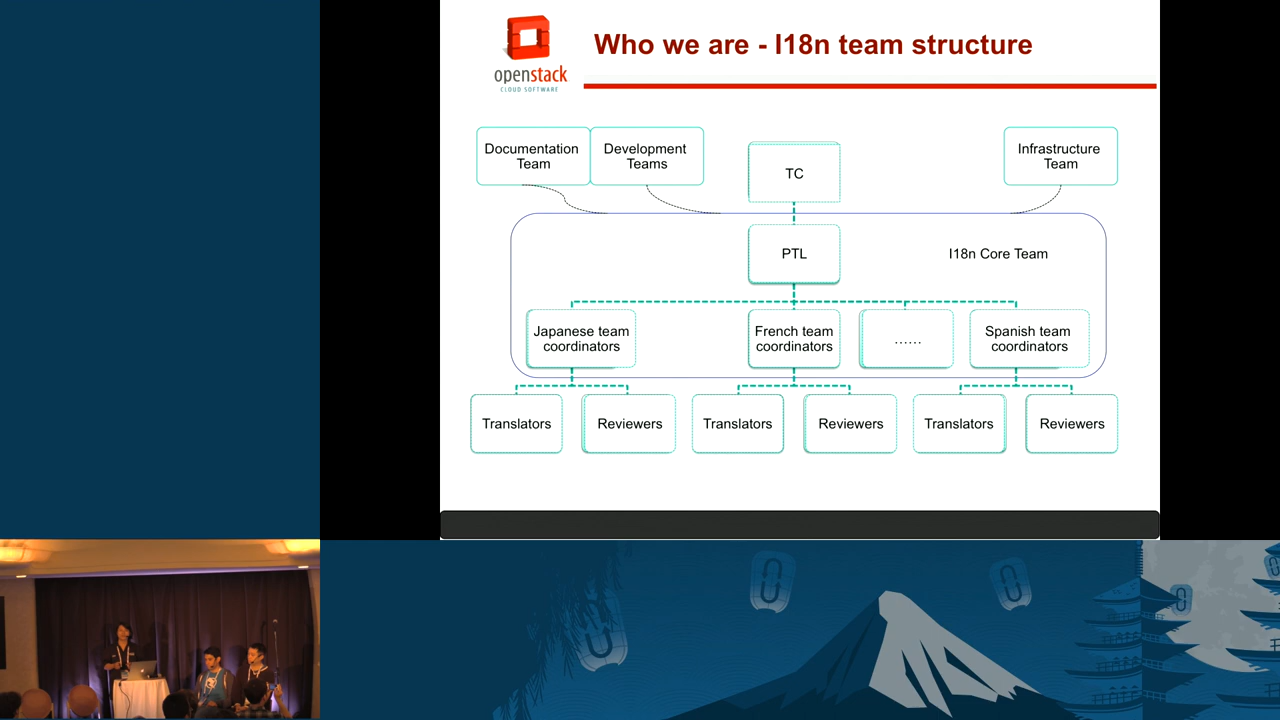 openstack
CLOUD SOFTWARE
Who we are - I18n team structure
Documentation
Team
Development
Teams
TC
Infrastructure
Team
PTL
I18n Core Team
Japanese team
coordinators
French team
coordinators
......
Spanish team
coordinators
Translators
Reviewers
Translators
Reviewers
Translators
Reviewers